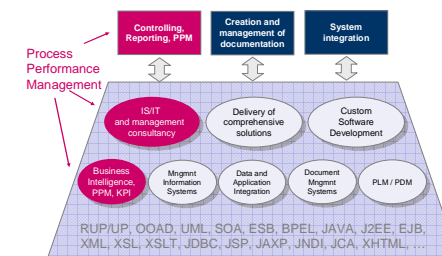 Controlling,
Reporting, PPM
Creation and
management of
documentation
System
integration
Process
Performance
Management
IS/IT
and management
consultancy
Delivery of
comprehensive
solutions
Custom
Software
Development
Business
Intelligence,
PPM, KPI
Mngmnt
Information
Systems
Data and
Application
Integration
Document
Mngmnt
Systems
PLM / PDM
RUP/UP, OOAD, UML, SOA, ESB, BPEL, JAVA, J2EE, EJB,
XML, XSL, XSLT, JDBC, JSP, JAXP, JNDI, JCA, XHTML, …